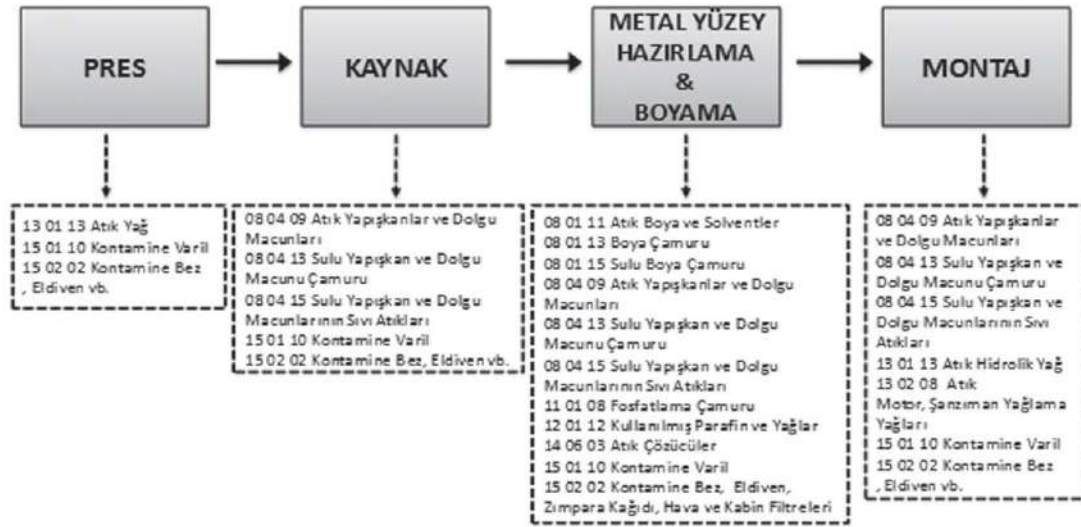 PRES
KAYNAK
METAL YÜZEY
HAZIRLAMA
&
BOYAMA
MONTAJ
13 01 13 Atık Yağ
15 01 10 Kontamine Varil
15 02 02 Kontamine Bez
, Eldiven vb.
08 04 09 Atık Yapışkanlar ve Dolgu
Macunları
08 04 13 Sulu Yapışkan ve Dolgu
Macunu Çamuru
08 04 15 Sulu Yapışkan ve Dolgu
Macunlarının Sıvı Atıkları
15 01 10 Kontamine Varil
15 02 02 Kontamine Bez, Eldiven vb.
08 01 11 Atık Boya ve Solventler
08 01 13 Boya Çamuru
08 01 15 Sulu Boya Çamuru
08 04 09 Atık Yapışkanlar ve Dolgu
Macunları
08 04 13 Sulu Yapışkan ve Dolgu
Macunu Çamuru
08 04 15 Sulu Yapışkan ve Dolgu
Macunlarının Sıvı Atıkları
11 01 08 Fosfatlama Çamuru
12 01 12 Kullanılmış Parafin ve Yağlar
14 06 03 Atık Çözücüler
15 01 10 Kontamine Varil
15 02 02 Kontamine Bez, Eldiven,
Zımpara Kağıdı, Hava ve Kabin Filtreleri
08 04 09 Atık Yapışkanlar
ve Dolgu Macunları
08 04 13 Sulu Yapışkan ve
Dolgu Macunu Çamuru
08 04 15 Sulu Yapışkan ve
Dolgu Macunlarının Sıvı
Atıkları
13 01 13 Atık Hidrolik Yağ
13 02 08 Atık
Motor, Şanzıman Yağlama
Yağları
15 01 10 Kontamine Varil
15 02 02 Kontamine Bez
, Eldiven vb.